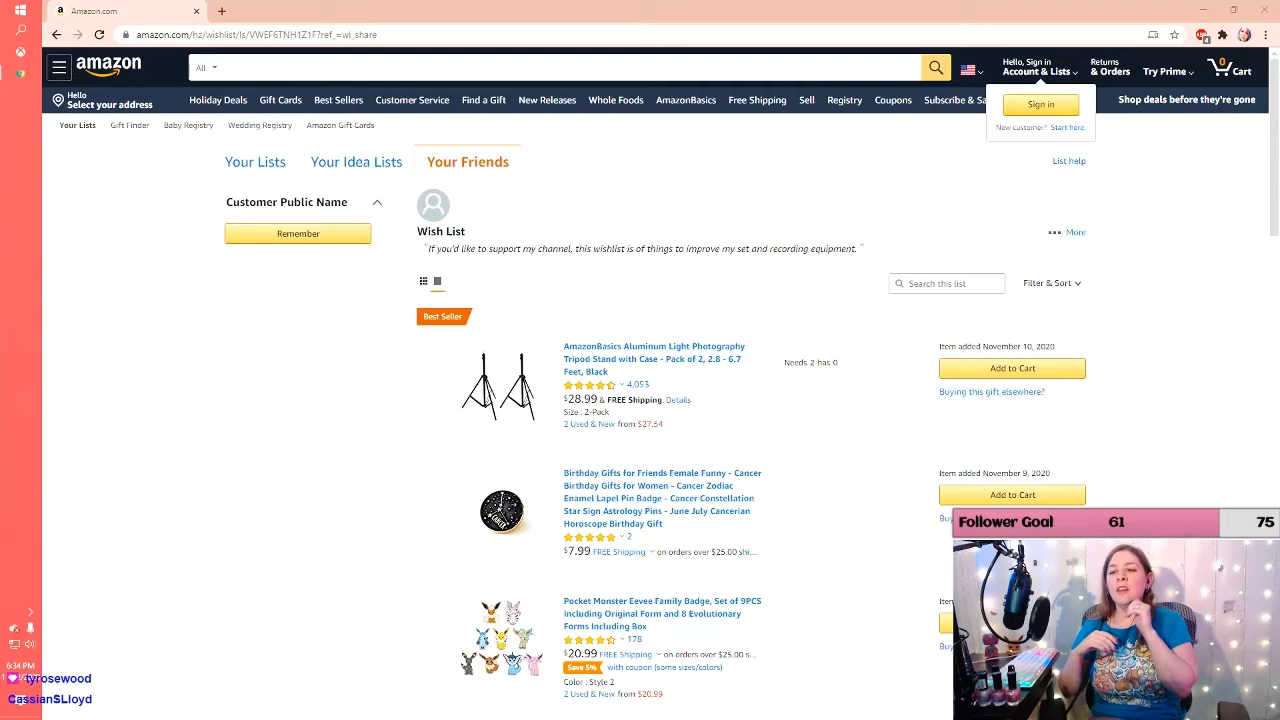 Amazon.com
amazon.com/hz/wishlist/ls/VWEF6TNH1Z1F?ref_=wl_share
4
amazon
All
Hello, Sign in
Account & Lists
Returns
& Orders
Try Prime
0
Cart
Hello
Select your address
Holiday Deals
Gift Cards
Best Sellers
Customer Service
Find a Gift
New Releases
Whole Foods
AmazonBasics
Free Shipping
Sell
Registry
Coupons
Subscribe & Sa
Shop deals before they're gone
Sign in
New customer? Start here.
Your Lists
Gift Finder
Baby Registry
Wedding Registry
Amazon Gift Cards
Your Lists
Your Idea Lists
Your Friends
List help
Customer Public Name
Remember
Wish List
More
"If you'd like to support my channel, this wishlist is of things to improve my set and recording equipment. "
Search this list
Filter & Sort
Best Seller
AmazonBasics Aluminum Light Photography
Tripod Stand with Case - Pack of 2, 2.8 - 6.7
Feet, Black
4,053
$28.99 & FREE Shipping. Details
Size : 2-Pack
2 Used & New from $27.54
Needs 2 has 0
Item added November 10, 2020
Add to Cart
Buying this gift elsewhere?
Birthday Gifts for Friends Female Funny - Cancer
Birthday Gifts for Women - Cancer Zodiac
Enamel Lapel Pin Badge - Cancer Constellation
Star Sign Astrology Pins - June July Cancerian
Horoscope Birthday Gift
2
$7.99 FREE Shipping on orders over $25.00 shi...
Item added November 9, 2020
Add to Cart
Bu
Follower Goal 61 75
Pocket Monster Eevee Family Badge, Set of 9PCS
Including Original Form and 8 Evolutionary
Forms Including Box
178
$20.99 FREE Shipping on orders over $25.00 s...
Save 5% with coupon (some sizes/colors)
Color : Style 2
2 Used & New from $20.99
Iten
Bu
6:34 PM
tyrosewood
CassianSLloyd